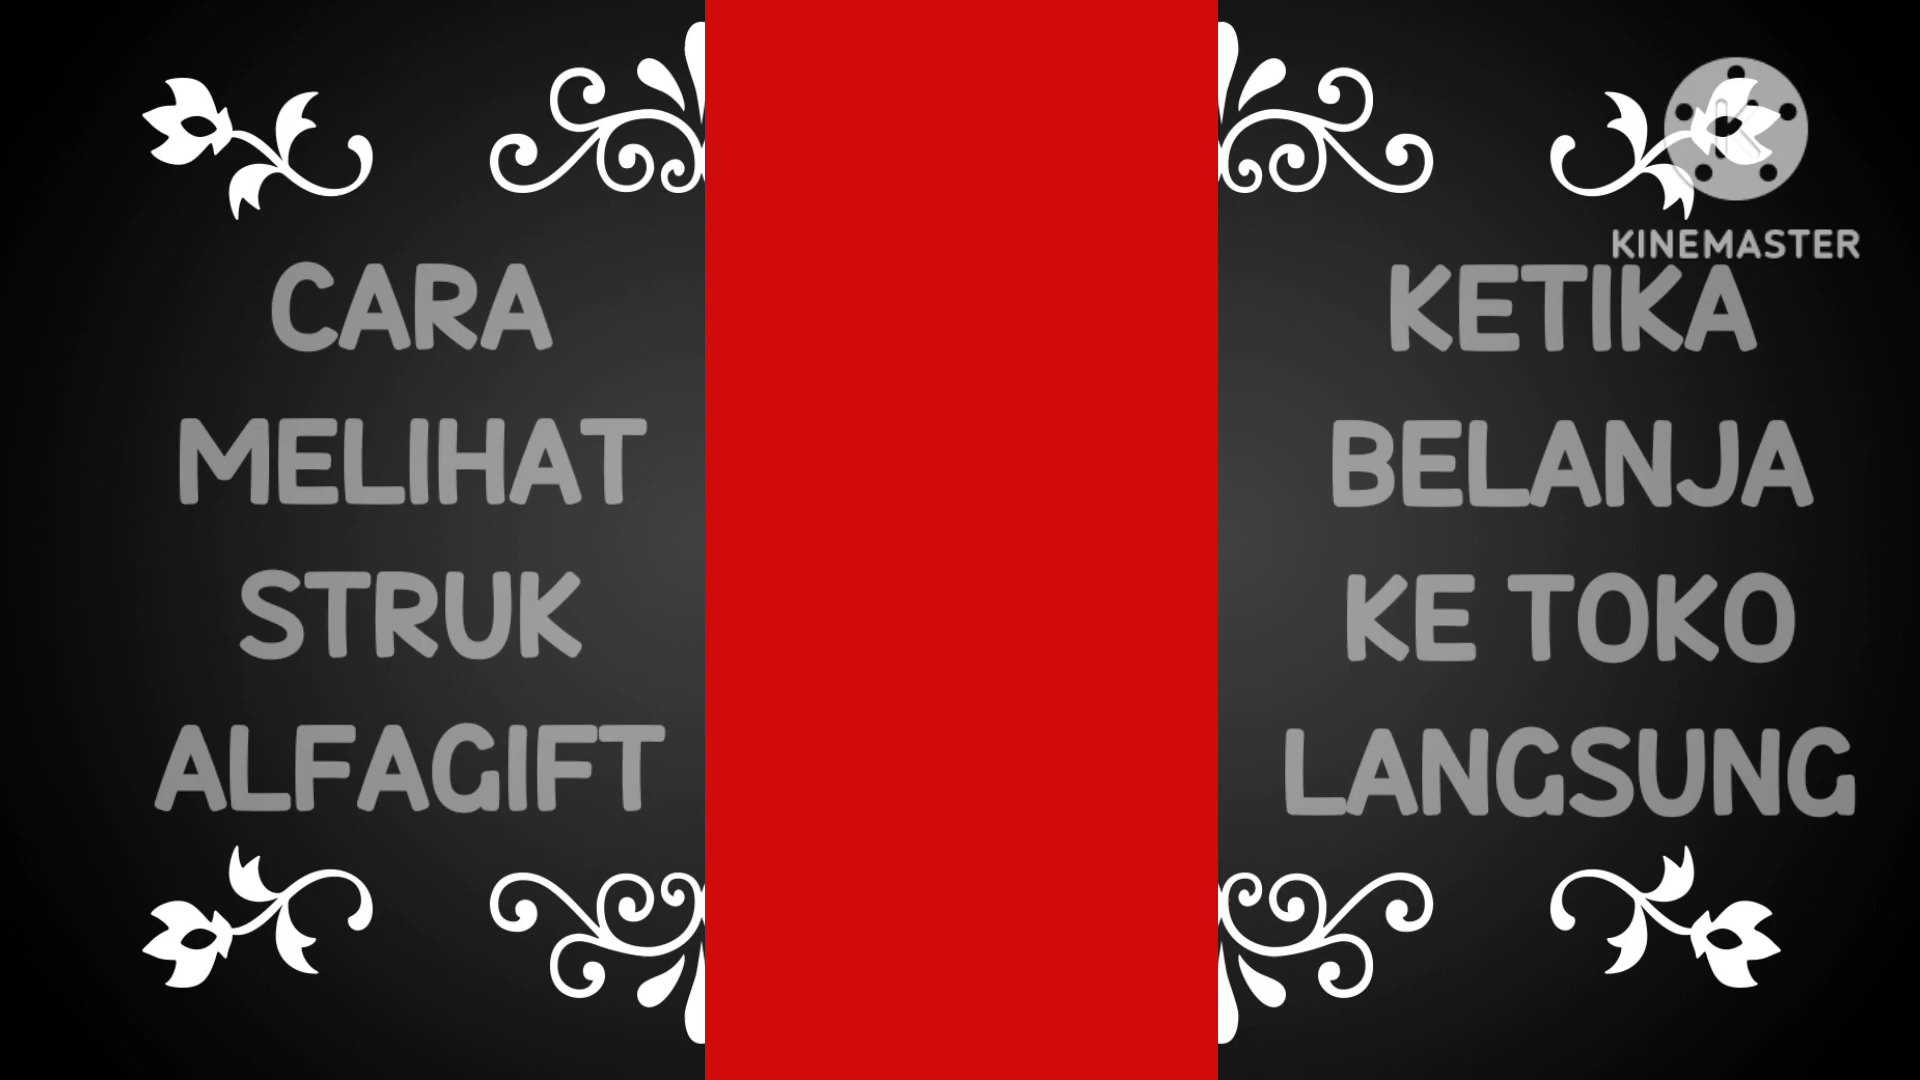 CARA
MELIHAT
STRUK
ALFAGIFT
KINEMASTER
KETIKA
BELANJA
KE TOKO
LANGSUNG